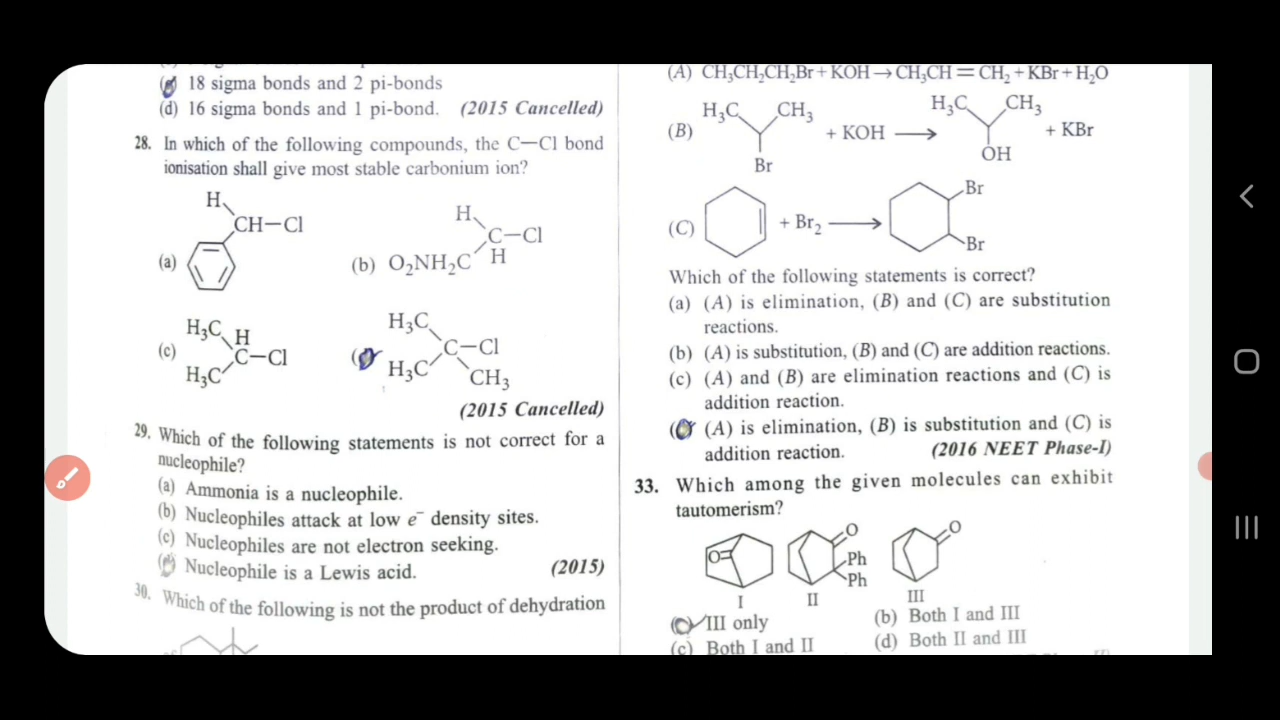 18 sigma bonds and 2 pi-bonds
(d) 16 sigma bonds and 1 pi-bond. (2015 Cancelled)
28. In which of the following compounds, the C—Cl bond
ionisation shall give most stable carbonium ion?
H
CH—Cl
(a)
H
C—Cl
(b) O₂NH₂C H
H₃C H
(c) C—Cl
H₃C
H₃C
C—Cl
H₃C CH₃
(2015 Cancelled)
29. Which of the following statements is not correct for a
nucleophile?
(a) Ammonia is a nucleophile.
(b) Nucleophiles attack at low e⁻ density sites.
(c) Nucleophiles are not electron seeking.
Nucleophile is a Lewis acid. (2015)
30. Which of the following is not the product of dehydration
(A) CH₃CH₂CH₂Br + KOH → CH₃CH = CH₂ + KBr + H₂O
H₃C CH₃ H₃C CH₃
(B) + KOH → + KBr
Br OH
Br
(C) + Br₂ →
Br
Which of the following statements is correct?
(a) (A) is elimination, (B) and (C) are substitution
reactions.
(b) (A) is substitution, (B) and (C) are addition reactions.
(c) (A) and (B) are elimination reactions and (C) is
addition reaction.
(A) is elimination, (B) is substitution and (C) is
addition reaction. (2016 NEET Phase-I)
33. Which among the given molecules can exhibit
tautomerism?
O O O
Ph
Ph
I II III
III only (b) Both I and III
(c) Both I and II (d) Both II and III